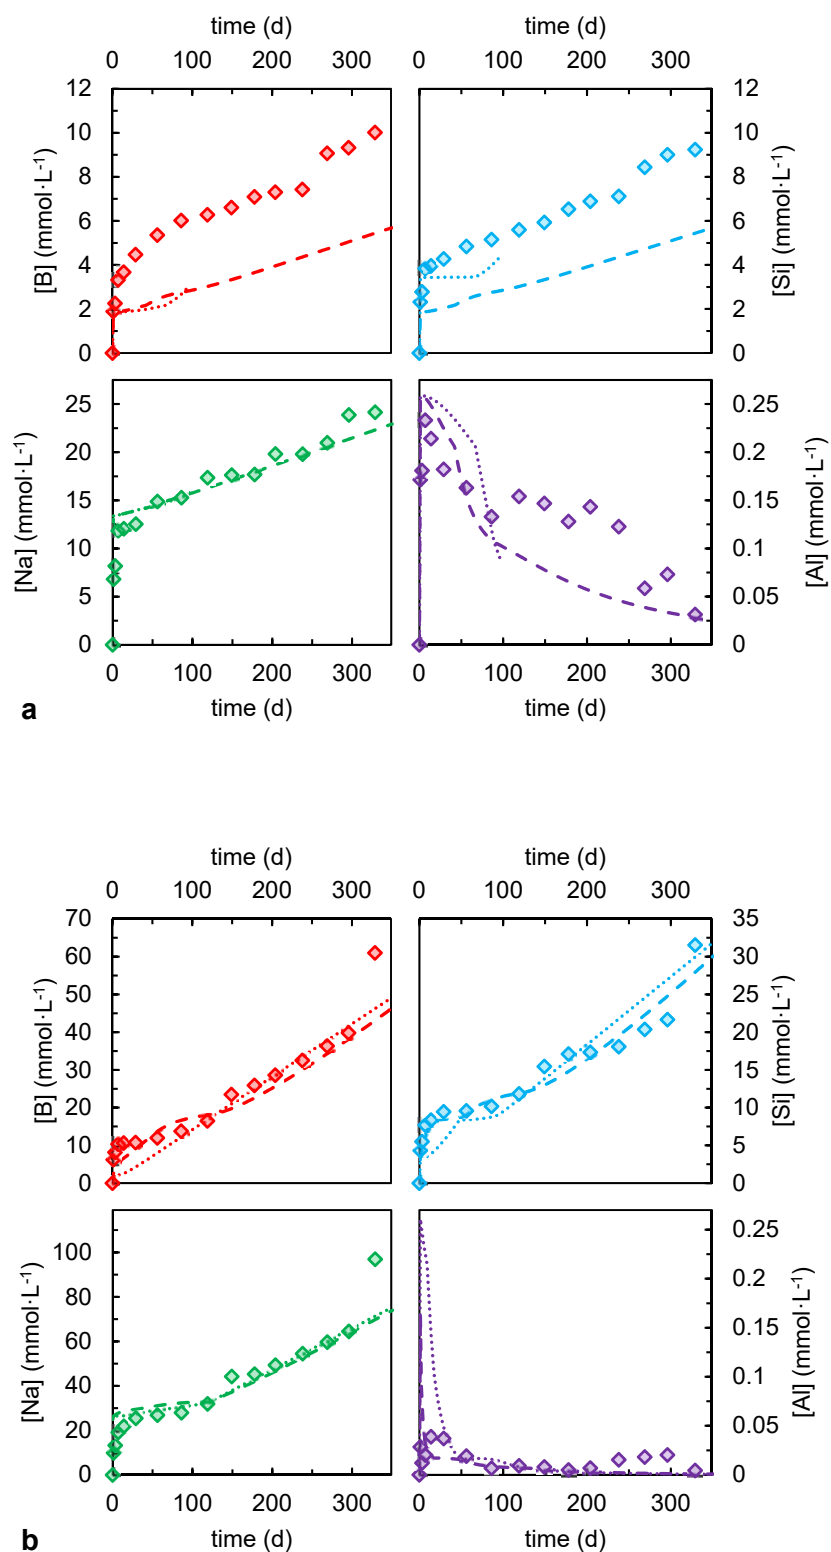 time (d)
0 100 200 300
time (d)
0 100 200 300
[B] (mmol·L-1)
12
10
8
6
4
2
0
12
10
8
6
4
2
0
[Si] (mmol·L-1)
[Na] (mmol·L-1)
25
20
15
10
5
0
0.25
0.2
0.15
0.1
0.05
0
[Al] (mmol·L-1)
0 100 200 300
time (d)
0 100 200 300
time (d)
a
time (d)
0 100 200 300
time (d)
0 100 200 300
[B] (mmol·L-1)
70
60
50
40
30
20
10
0
35
30
25
20
15
10
5
0
[Si] (mmol·L-1)
[Na] (mmol·L-1)
100
80
60
40
20
0
0.25
0.2
0.15
0.1
0.05
0
[Al] (mmol·L-1)
0 100 200 300
time (d)
0 100 200 300
time (d)
b